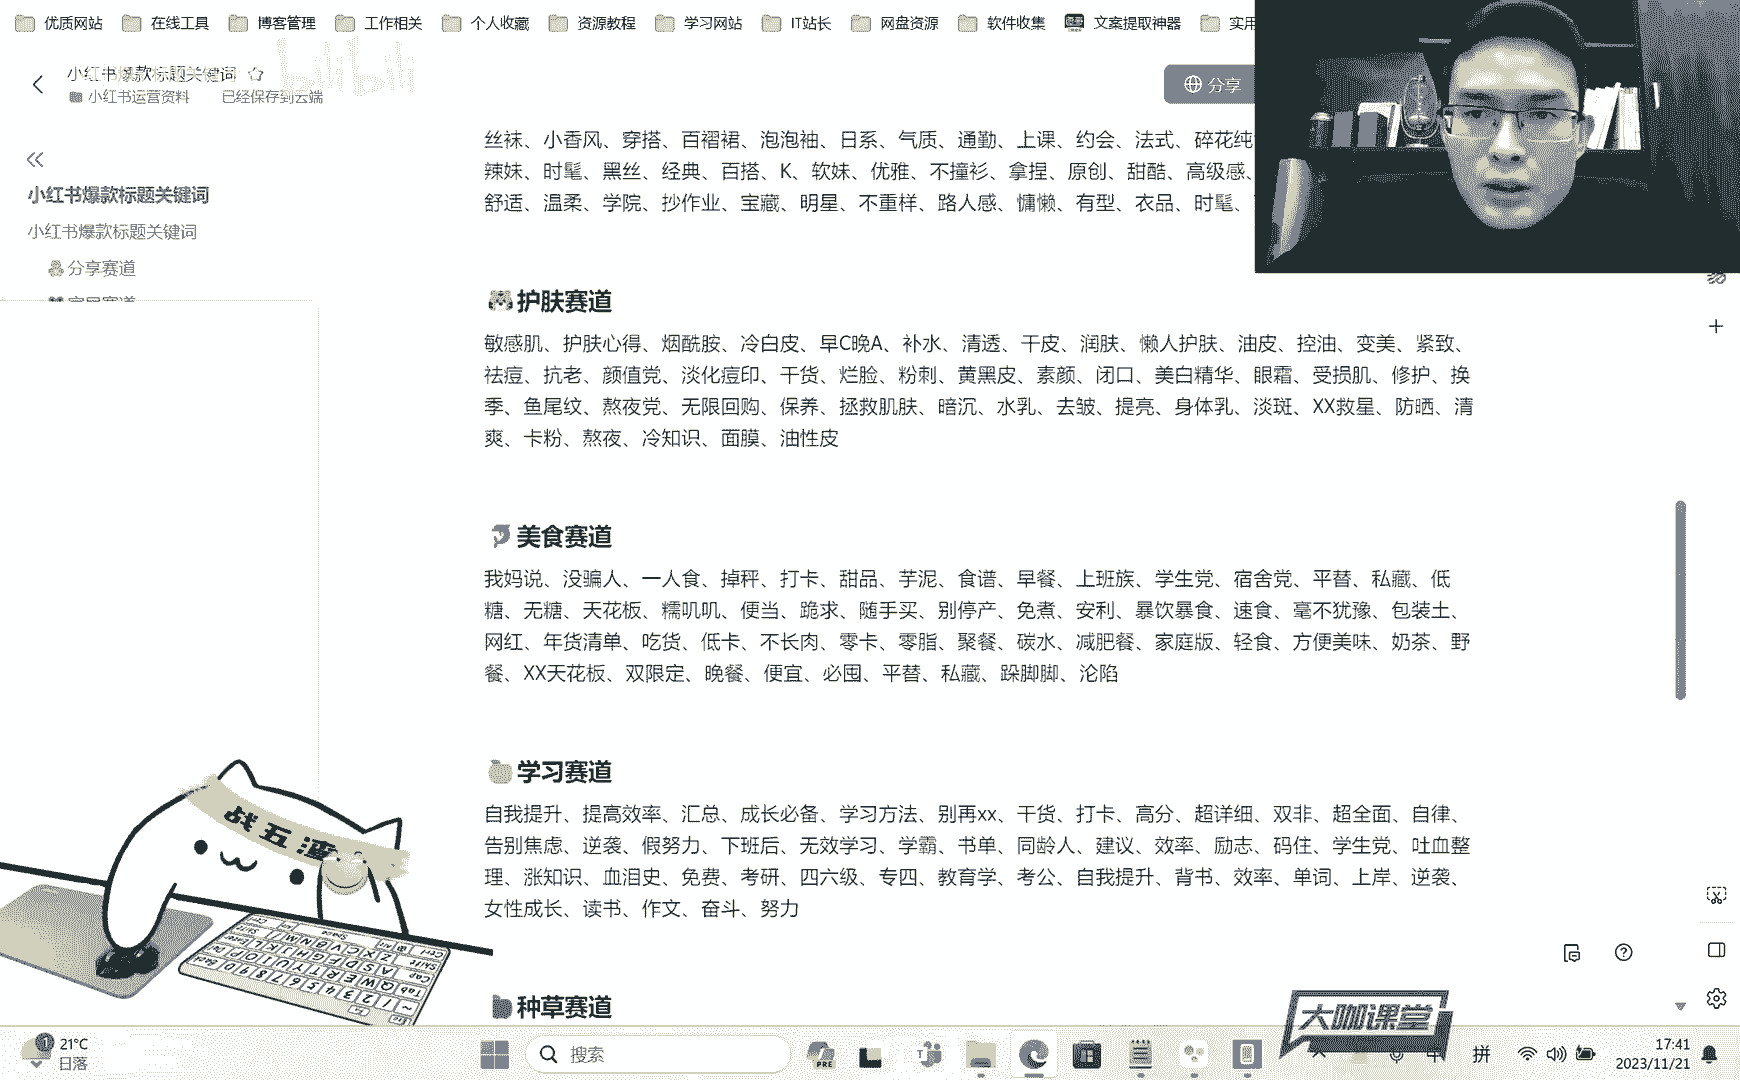 优质网站 在线工具 博客管理 工作相关 个人收藏 资源教程 学习网站 IT站长 网盘资源 软件收集 文案提取神器 实用
小红书爆款标题关键词
bilibili
小红书运营资料 已经保存到云端
分享
小红书爆款标题关键词
小红书爆款标题关键词
分享赛道
丝袜、小香风、穿搭、百褶裙、泡泡袖、日系、气质、通勤、上课、约会、法式、碎花纯
辣妹、时髦、黑丝、经典、百搭、K、软妹、优雅、不撞衫、拿捏、原创、甜酷、高级感、
舒适、温柔、学院、抄作业、宝藏、明星、不重样、路人感、慵懒、有型、衣品、时髦、
护肤赛道
敏感肌、护肤心得、烟酰胺、冷白皮、早C晚A、补水、清透、干皮、润肤、懒人护肤、油皮、控油、变美、紧致、
祛痘、抗老、颜值党、淡化痘印、干货、烂脸、粉刺、黄黑皮、素颜、闭口、美白精华、眼霜、受损肌、修护、换
季、鱼尾纹、熬夜党、无限回购、保养、拯救肌肤、暗沉、水乳、去皱、提亮、身体乳、淡斑、XX救星、防晒、清
爽、卡粉、熬夜、冷知识、面膜、油性皮
美食赛道
我妈说、没骗人、一人食、掉秤、打卡、甜品、芋泥、食谱、早餐、上班族、学生党、宿舍党、平替、私藏、低
糖、无糖、天花板、糯叽叽、便当、跪求、随手买、别停产、免煮、安利、暴饮暴食、速食、毫不犹豫、包装土、
网红、年货清单、吃货、低卡、不长肉、零卡、零脂、聚餐、碳水、减肥餐、家庭版、轻食、方便美味、奶茶、野
餐、XX天花板、双限定、晚餐、便宜、必囤、平替、私藏、跺脚脚、沦陷
学习赛道
自我提升、提高效率、汇总、成长必备、学习方法、别再xx、干货、打卡、高分、超详细、双非、超全面、自律、
告别焦虑、逆袭、假努力、下班后、无效学习、学霸、书单、同龄人、建议、效率、励志、码住、学生党、吐血整
理、涨知识、血泪史、免费、考研、四六级、专四、教育学、考公、自我提升、背书、效率、单词、上岸、逆袭、
女性成长、读书、作文、奋斗、努力
种草赛道
战五渣
大咖课堂
21°C
日落
搜索
PRE
中 拼
17:41
2023/11/21